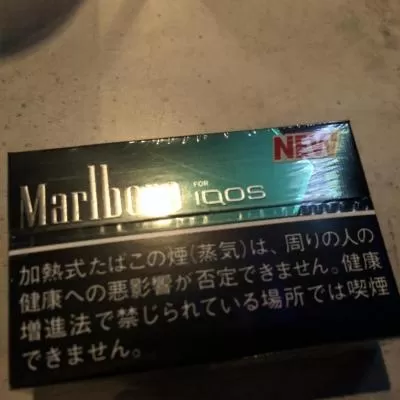 NEW
Marlboro FOR IQOS
加熱式たばこの煙(蒸気)は、周りの人の
健康への悪影響が否定できません。健康
増進法で禁じられている場所では喫煙
できません。